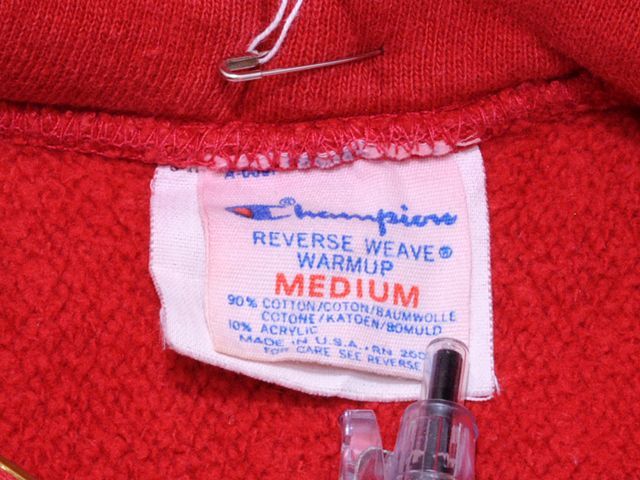 Champion
REVERSE WEAVE®
WARMUP
MEDIUM
90% COTTON/COTON/BAUMWOLLE
COTONE/KATOEN/BOMULD
10% ACRYLIC
MADE IN U.S.A. RN
FOR CARE SEE REVERSE